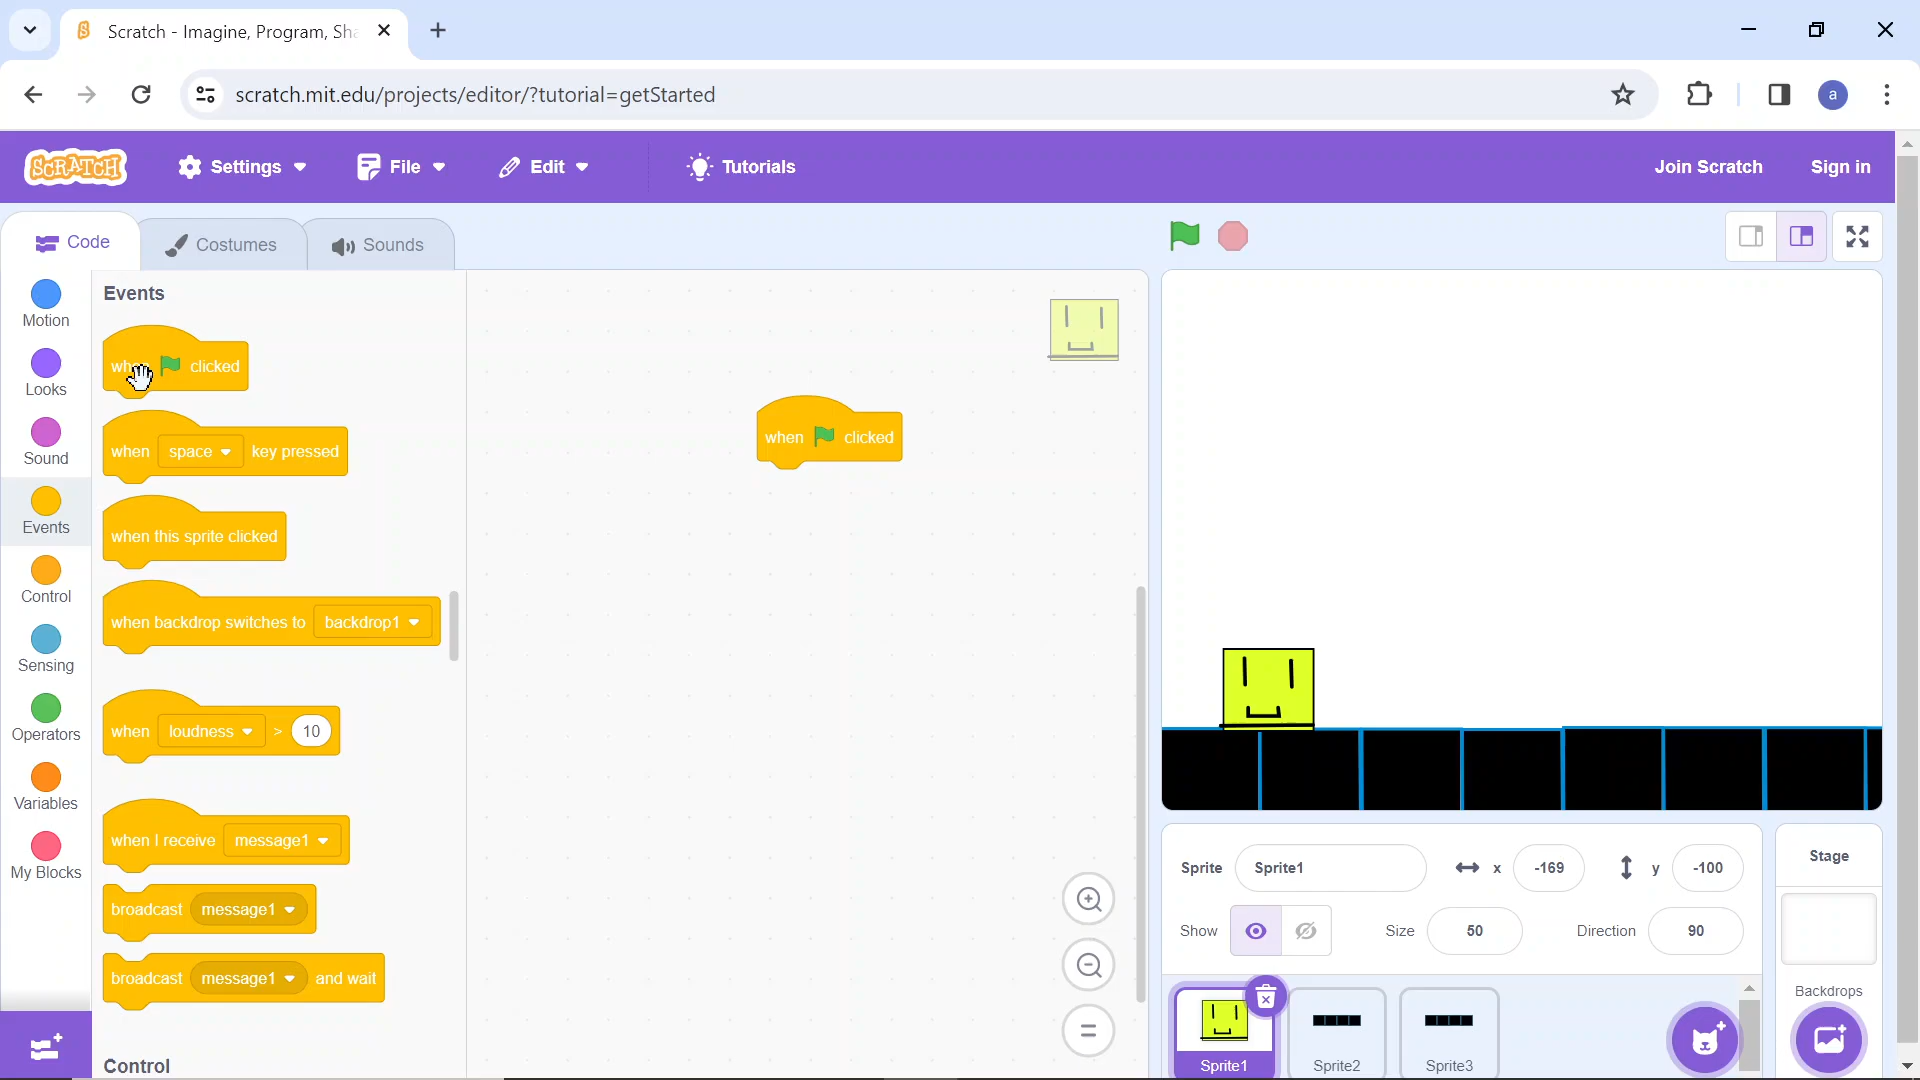 Scratch - Imagine, Program, Sha
scratch.mit.edu/projects/editor/?tutorial=getStarted
a
SCRATCH
Settings
File
Edit
Tutorials
Join Scratch
Sign in
Code
Costumes
Sounds
Motion
Looks
Sound
Events
Control
Sensing
Operators
Variables
My Blocks
Events
when clicked
when space key pressed
when this sprite clicked
when backdrop switches to backdrop1
when loudness > 10
when I receive message1
broadcast message1
broadcast message1 and wait
Control
when clicked
Sprite Sprite1 x -169 y -100
Show Size 50 Direction 90
Sprite1
Sprite2
Sprite3
Stage
Backdrops